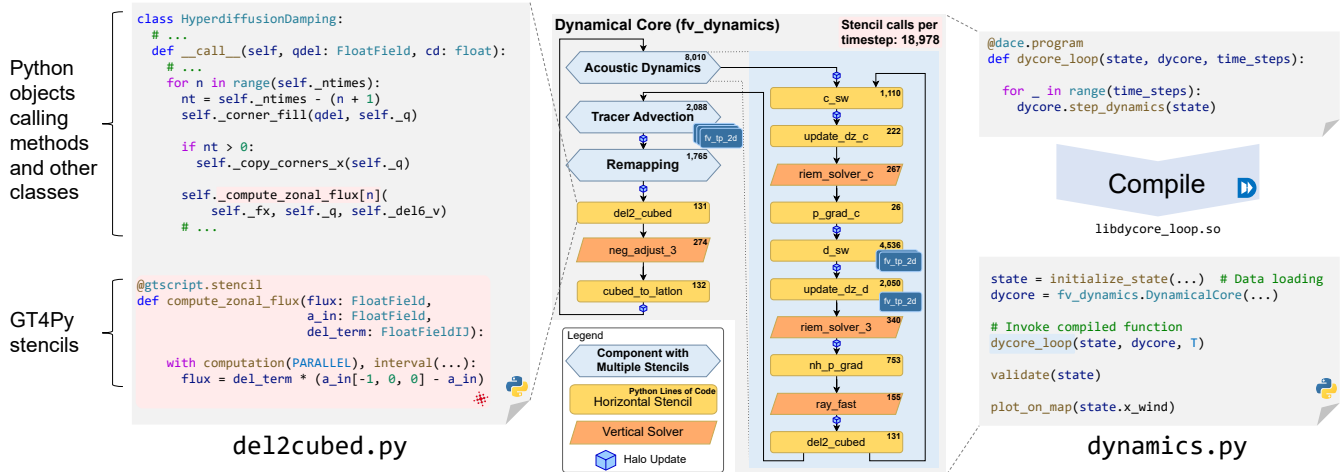 Python
objects
calling
methods
and other
classes
GT4Py
stencils
class HyperdiffusionDamping:
# ...
def __call__(self, qdel: FloatField, cd: float):
# ...
for n in range(self._ntimes):
nt = self._ntimes - (n + 1)
self._corner_fill(qdel, self._q)
if nt > 0:
self._copy_corners_x(self._q)
self._compute_zonal_flux[n](
self._fx, self._q, self._del6_v)
# ...
@gtscript.stencil
def compute_zonal_flux(flux: FloatField,
a_in: FloatField,
del_term: FloatFieldIJ):
with computation(PARALLEL), interval(...):
flux = del_term * (a_in[-1, 0, 0] - a_in)
del2cubed.py
Dynamical Core (fv_dynamics)
Stencil calls per
timestep: 18,978
8,010
Acoustic Dynamics
2,088
Tracer Advection
fv_tp_2d
1,765
Remapping
131
del2_cubed
274
neg_adjust_3
132
cubed_to_latlon
Legend
Component with
Multiple Stencils
Python Lines of Code
Horizontal Stencil
Vertical Solver
Halo Update
c_sw
1,110
update_dz_c
222
riem_solver_c
267
p_grad_c
26
d_sw
4,536
fv_tp_2d
update_dz_d
2,050
fv_tp_2d
riem_solver_3
340
nh_p_grad
753
ray_fast
155
del2_cubed
131
@dace.program
def dycore_loop(state, dycore, time_steps):
for _ in range(time_steps):
dycore.step_dynamics(state)
Compile
libdycore_loop.so
state = initialize_state(...) # Data loading
dycore = fv_dynamics.DynamicalCore(...)
# Invoke compiled function
dycore_loop(state, dycore, T)
validate(state)
plot_on_map(state.x_wind)
dynamics.py